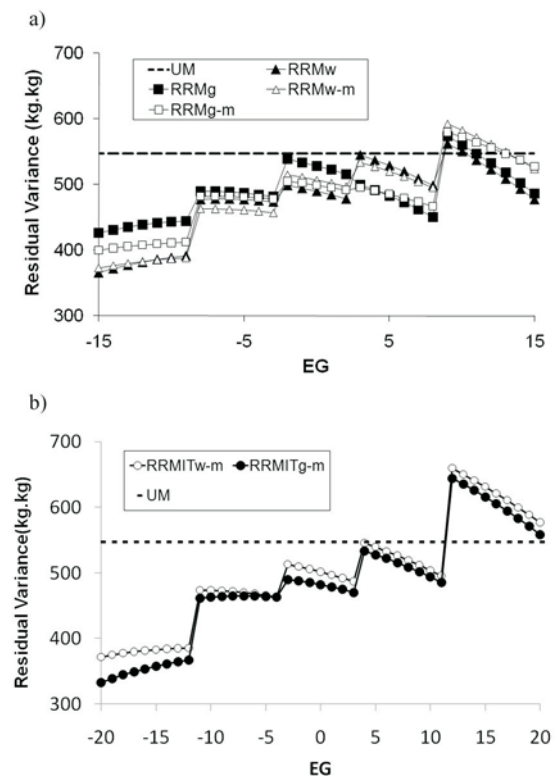 a)
Residual Variance (kg.kg)
700
600
500
400
300
UM
RRMw
RRMg
RRMw-m
RRMg-m
-15
-5
5
15
EG
b)
Residual Variance(kg.kg)
700
600
500
400
300
RRMITw-m
RRMITg-m
UM
-20
-15
-10
-5
0
5
10
15
20
EG